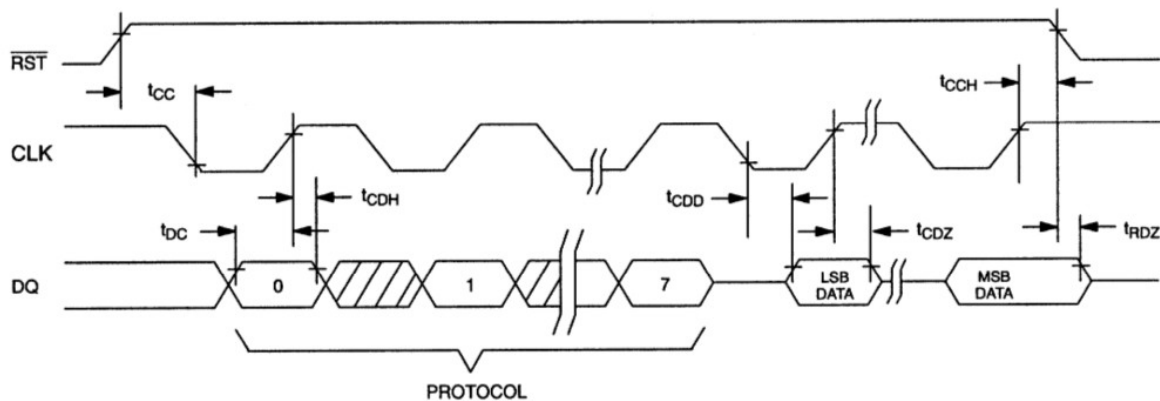 RST
tCC
tCCH
CLK
tCDH
tCDD
tDC
tCDZ
tRDZ
DQ
0
1
7
LSB
DATA
MSB
DATA
PROTOCOL